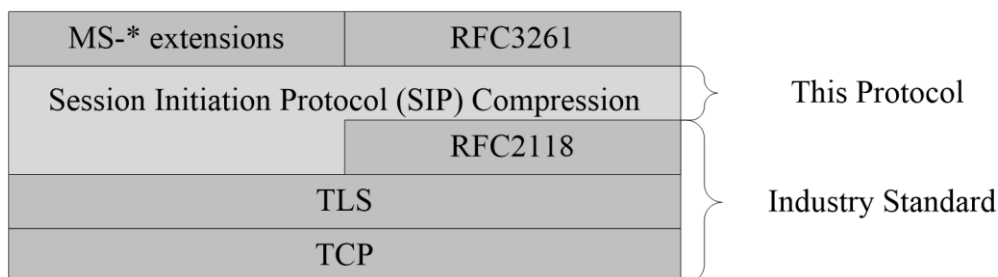 MS-* extensions
RFC3261
Session Initiation Protocol (SIP) Compression
This Protocol
RFC2118
TLS
Industry Standard
TCP